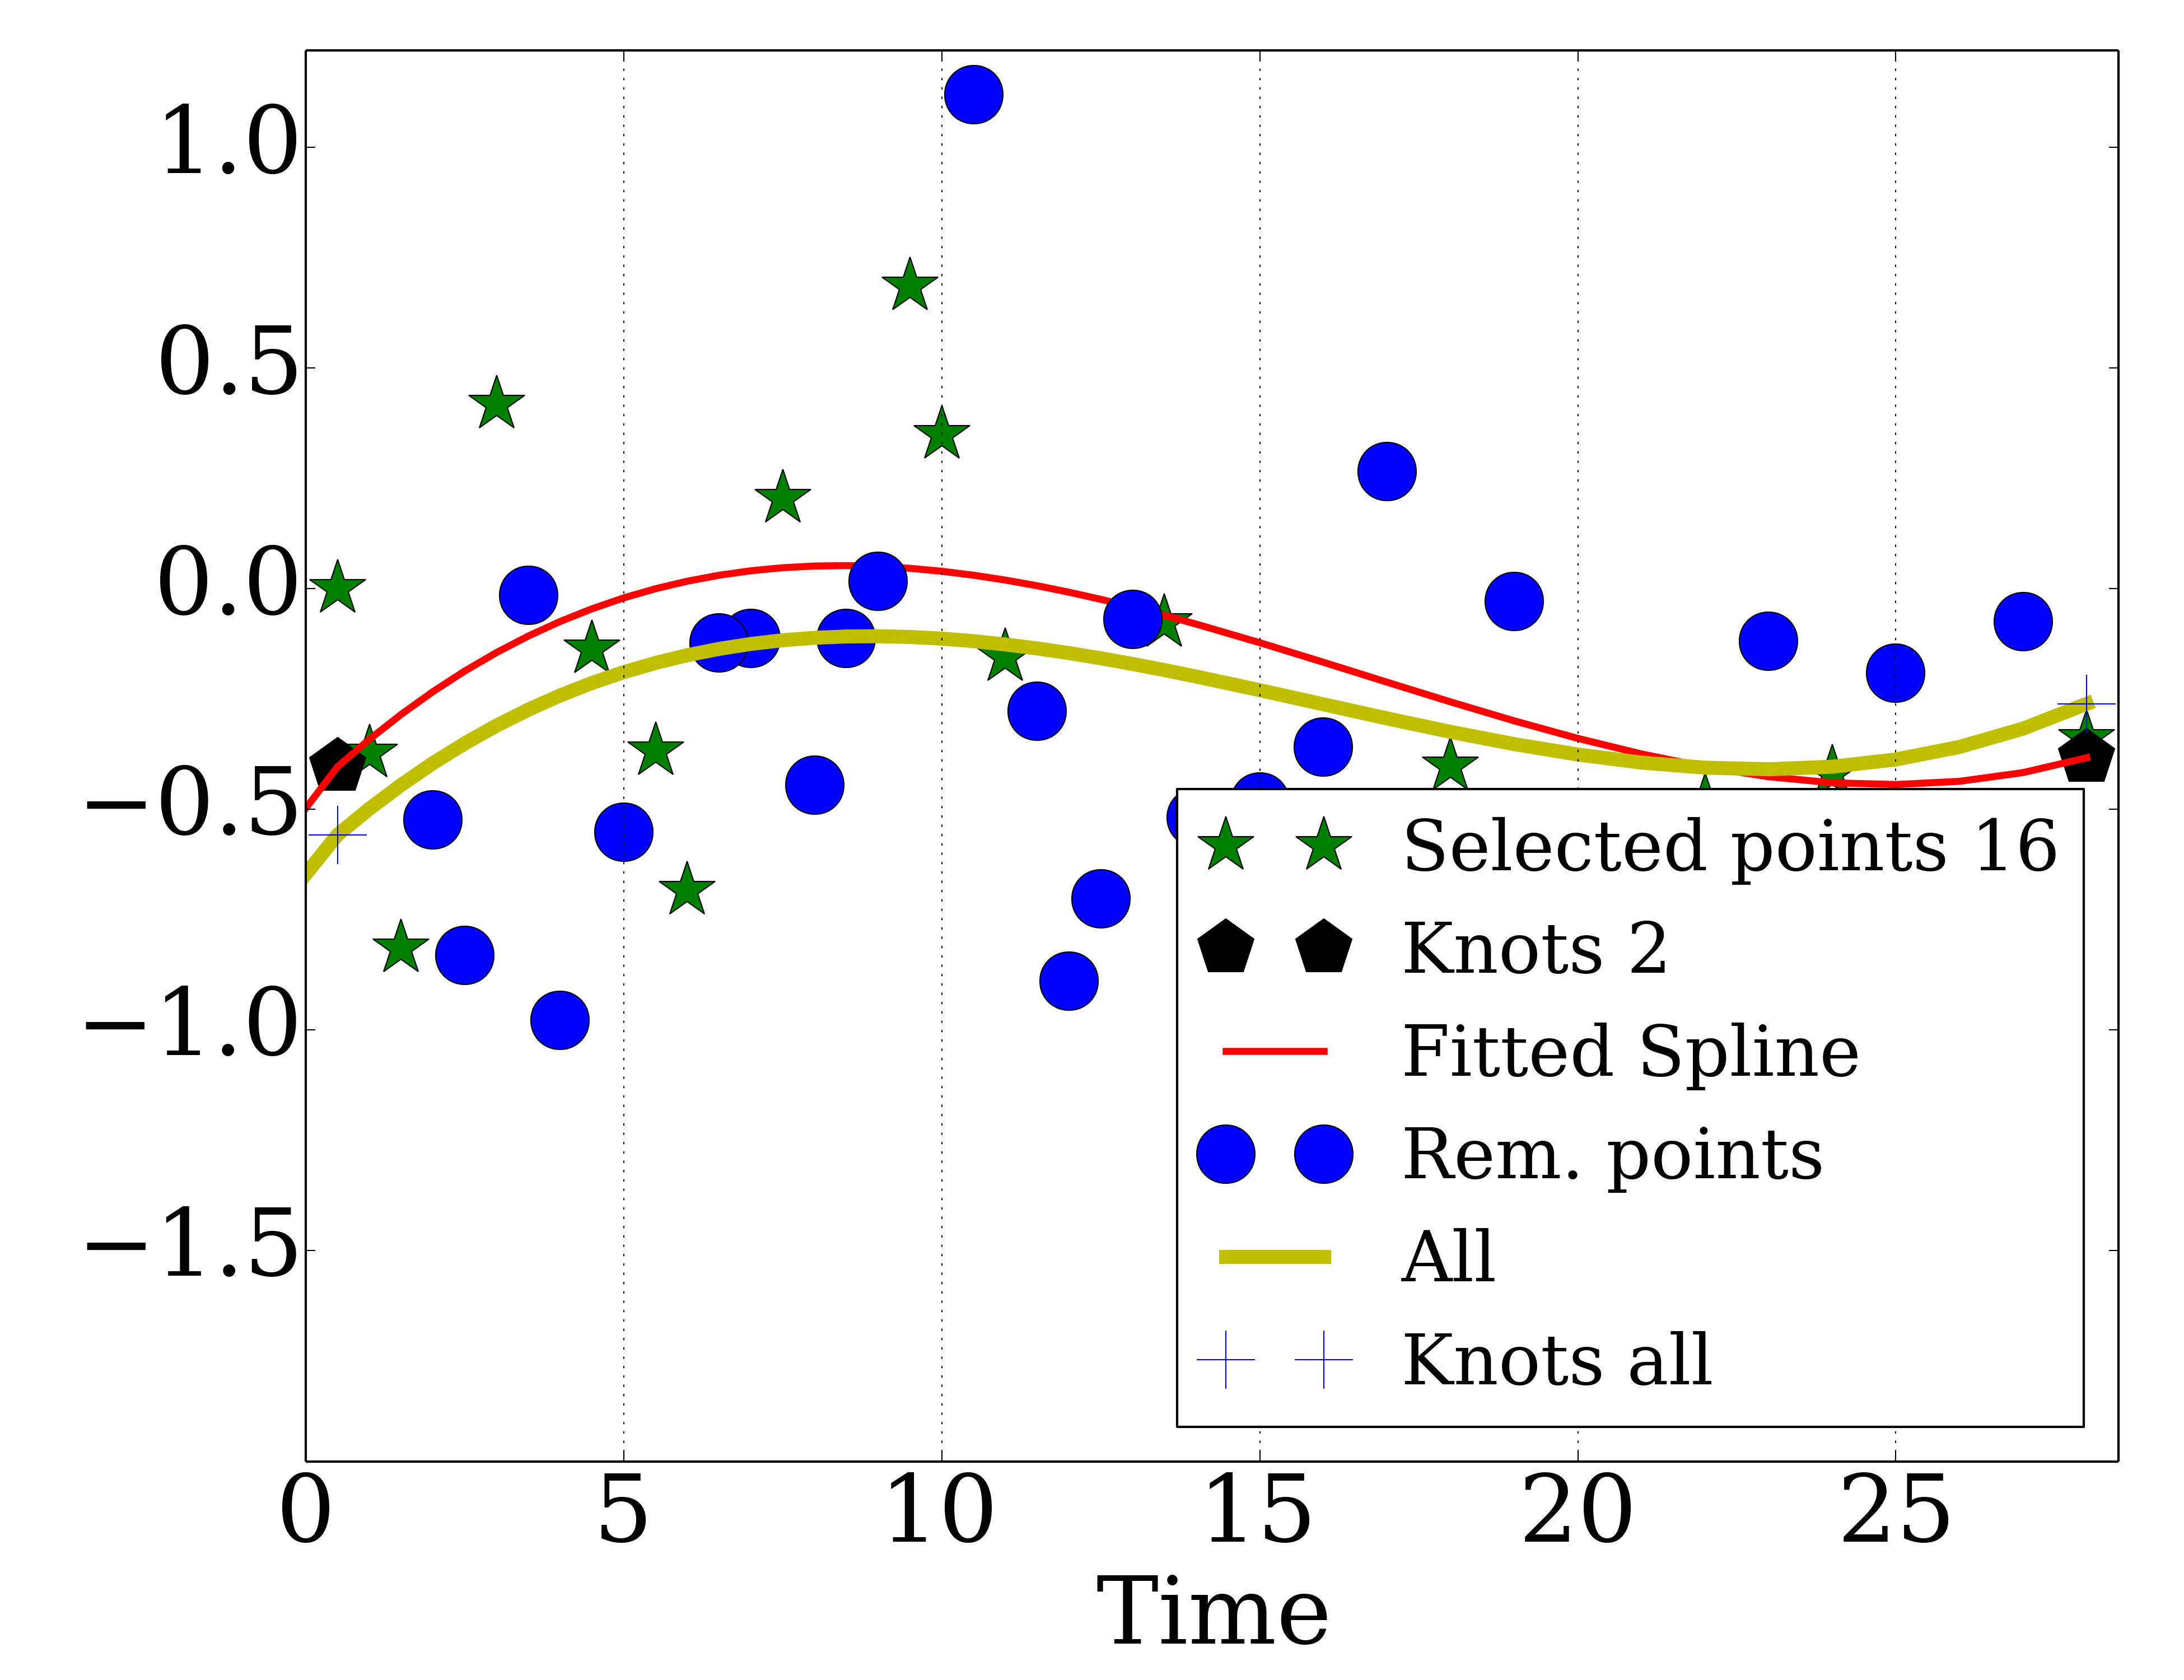 1.0
0.5
0.0
−0.5
−1.0
−1.5
Selected points 16
Knots 2
Fitted Spline
Rem. points
All
Knots all
0 5 10 15 20 25
Time